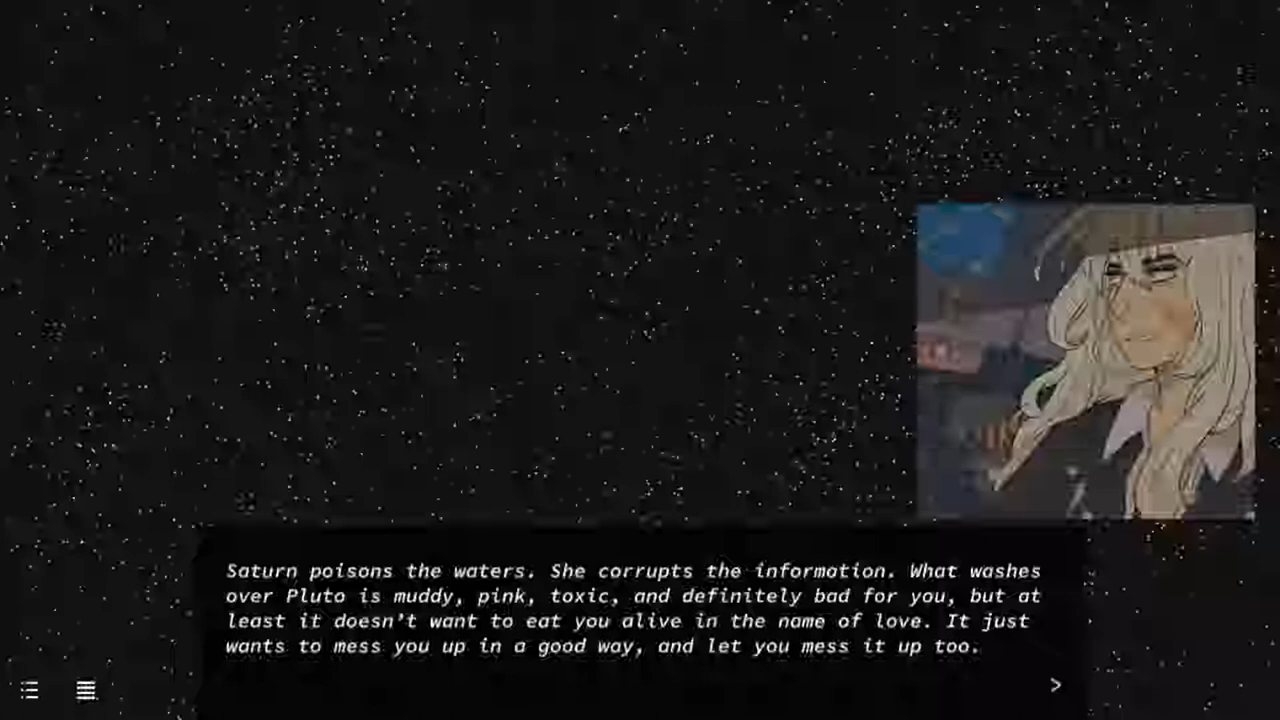 Saturn poisons the waters. She corrupts the information. What washes
over Pluto is muddy, pink, toxic, and definitely bad for you, but at
least it doesn't want to eat you alive in the name of love. It just
wants to mess you up in a good way, and let you mess it up too.
>